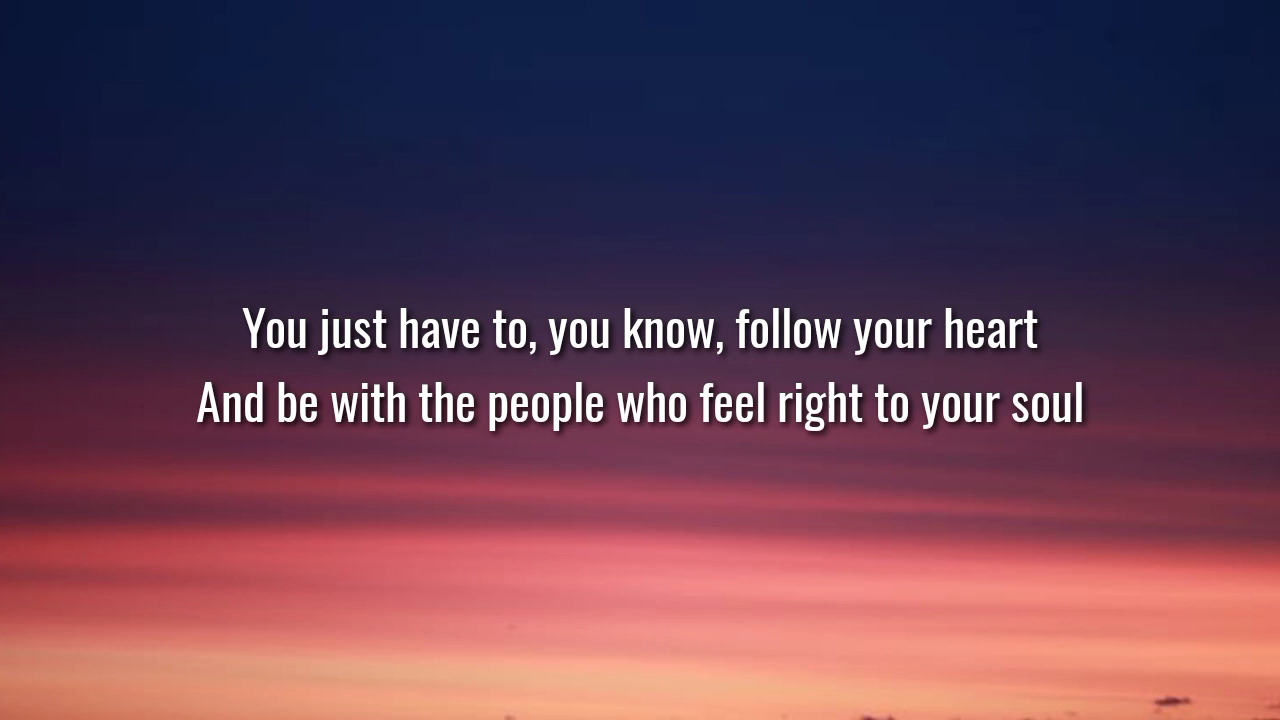 You just have to, you know, follow your heart
And be with the people who feel right to your soul